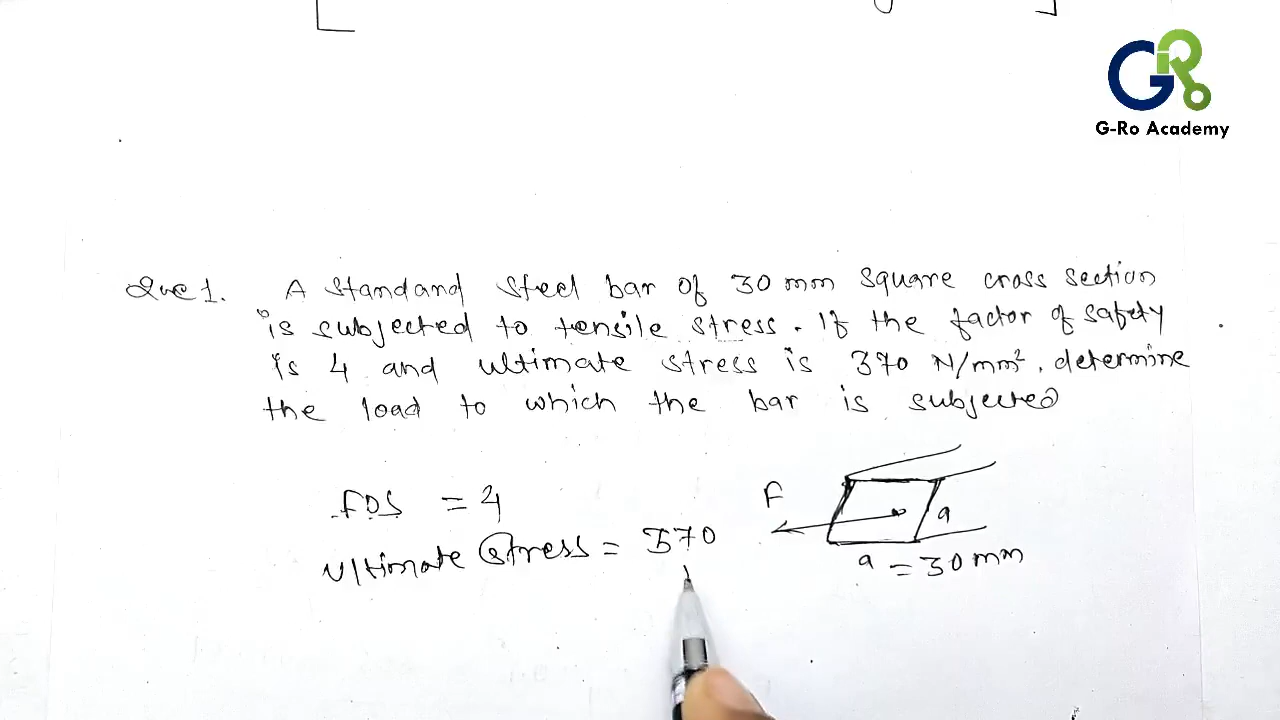 G-Ro Academy
Que 1. A standard steel bar of 30 mm square cross section
is subjected to tensile stress. If the factor of safety
is 4 and ultimate stress is 370 N/mm², determine
the load to which the bar is subjected
FOS = 4
Ultimate Stress = 370
F
a
a = 30 mm